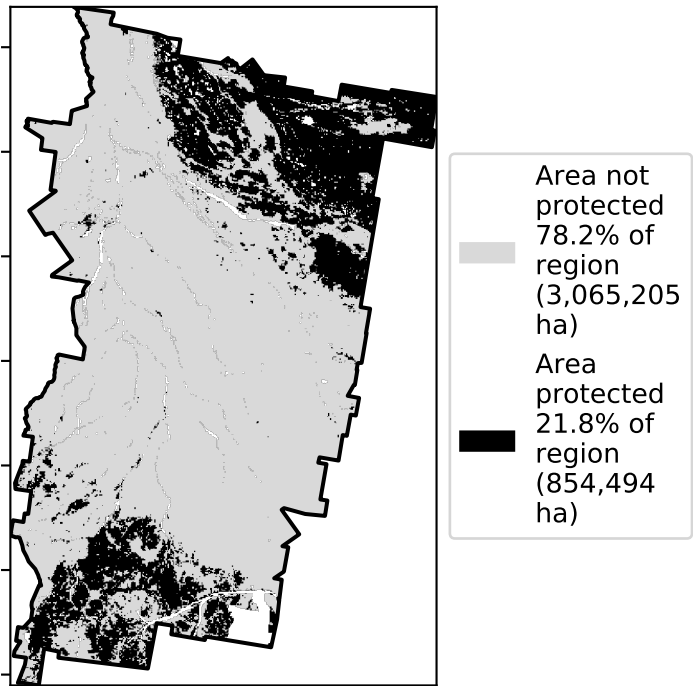 Area not
protected
78.2% of
region
(3,065,205
ha)
Area
protected
21.8% of
region
(854,494
ha)